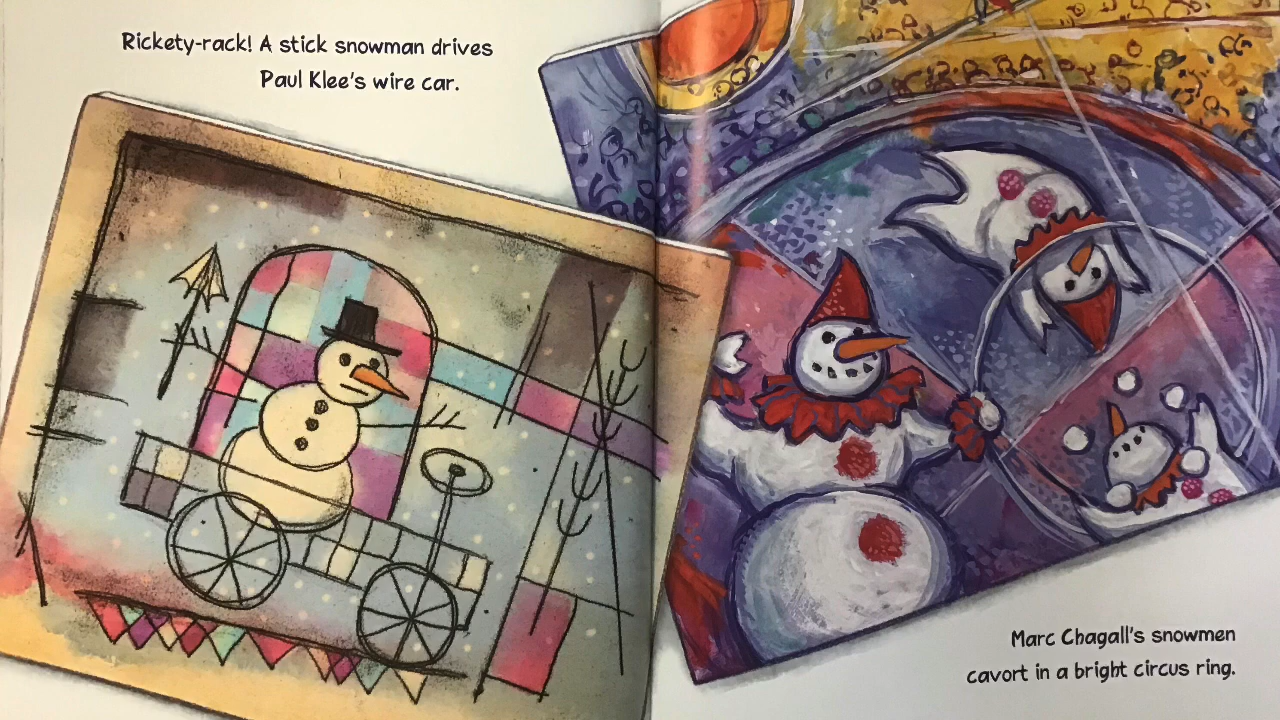 Rickety-rack! A stick snowman drives
Paul Klee's wire car.
Marc Chagall's snowmen
cavort in a bright circus ring.